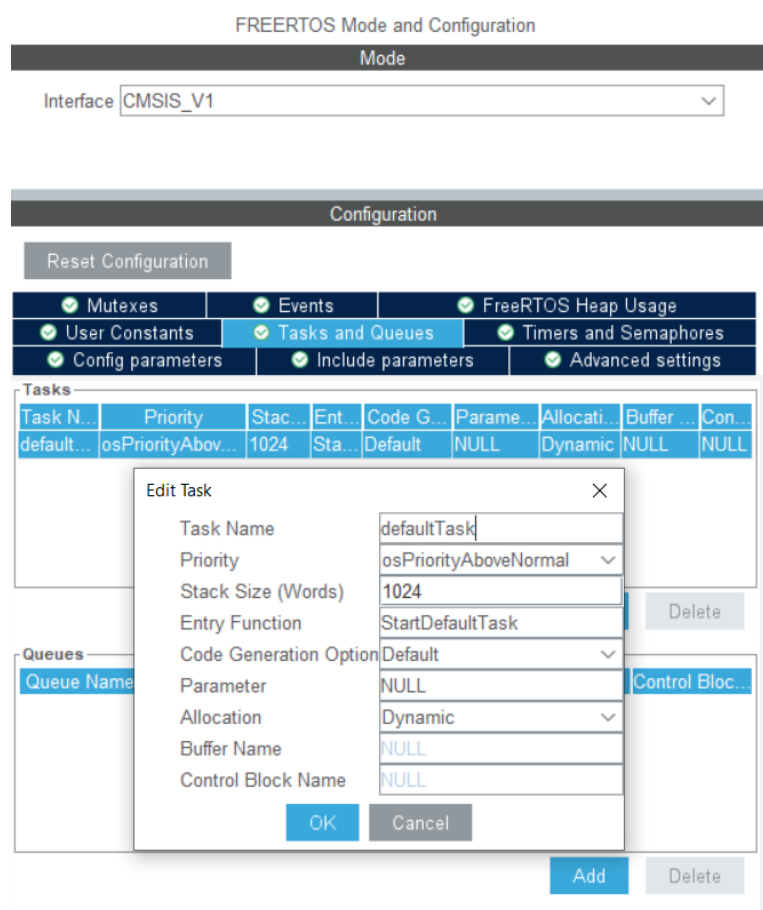 FREERTOS Mode and Configuration
Mode
Interface CMSIS_V1
Configuration
Reset Configuration
Mutexes Events FreeRTOS Heap Usage
User Constants Tasks and Queues Timers and Semaphores
Config parameters Include parameters Advanced settings
Tasks
Task N... Priority Stac... Ent... Code G... Parame... Allocati... Buffer ... Con...
default... osPriorityAbov... 1024 Sta... Default NULL Dynamic NULL NULL
Edit Task
Task Name defaultTask
Priority osPriorityAboveNormal
Stack Size (Words) 1024
Entry Function StartDefaultTask
Code Generation Option Default
Parameter NULL
Allocation Dynamic
Buffer Name NULL
Control Block Name NULL
OK Cancel
Delete
Queues
Queue Name Control Bloc...
Add Delete